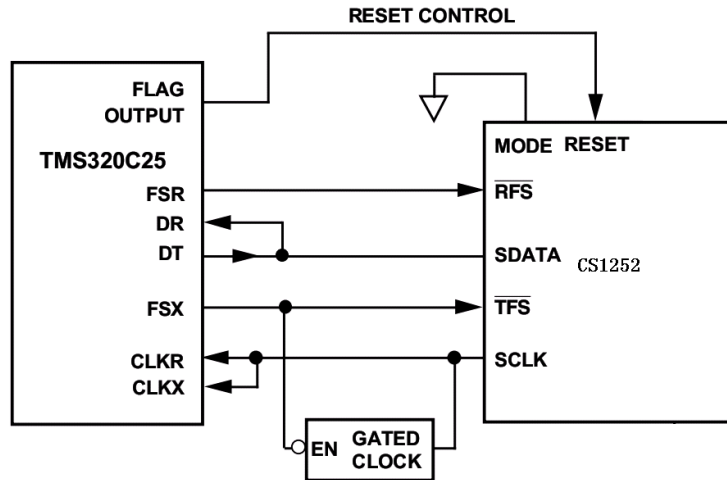 RESET CONTROL
FLAG
OUTPUT
TMS320C25
FSR
DR
DT
FSX
CLKR
CLKX
MODE RESET
RFS
SDATA
CS1252
TFS
SCLK
EN
GATED
CLOCK